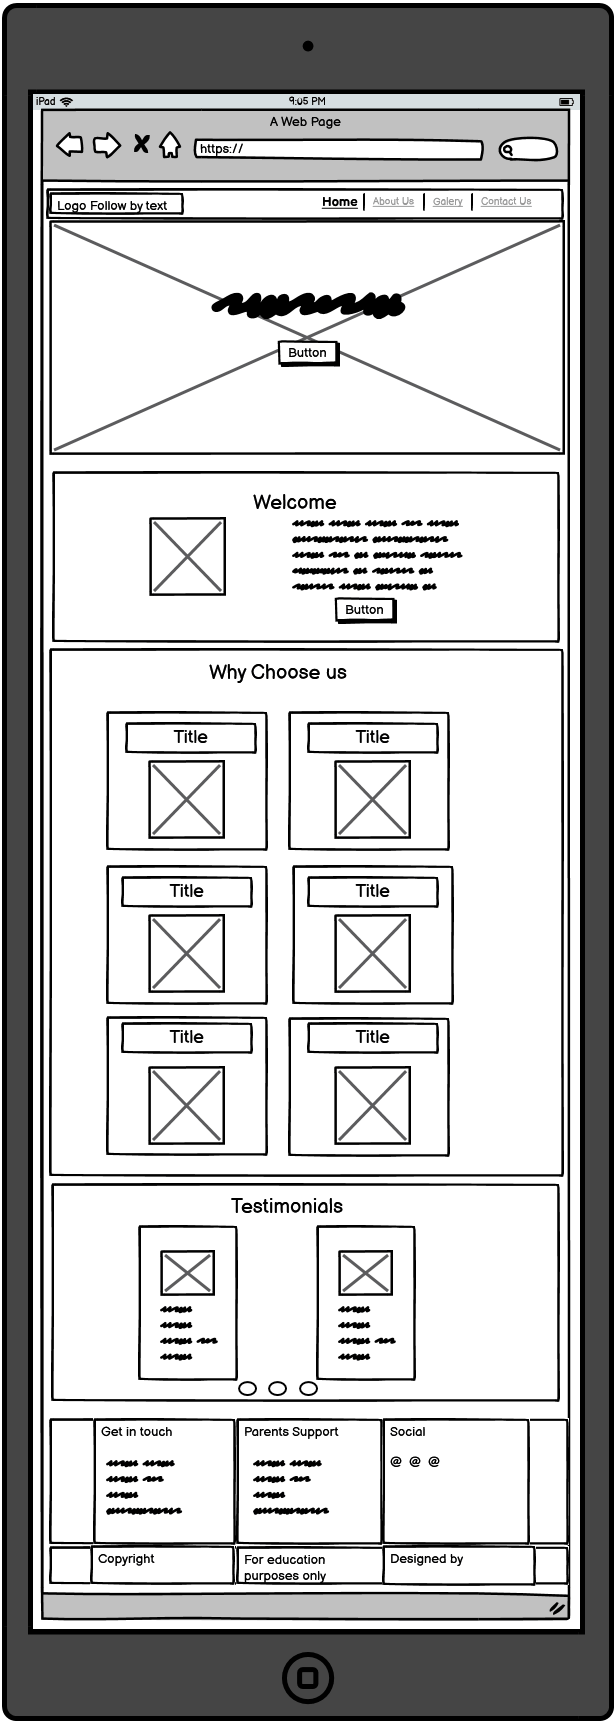 iPad 9:05 PM
A Web Page
https://
Logo Follow by text
Home About Us Galery Contact Us
Button
Welcome
Button
Why Choose us
Title Title
Title Title
Title Title
Testimonials
Get in touch Parents Support Social
@ @ @
Copyright For education Designed by
purposes only